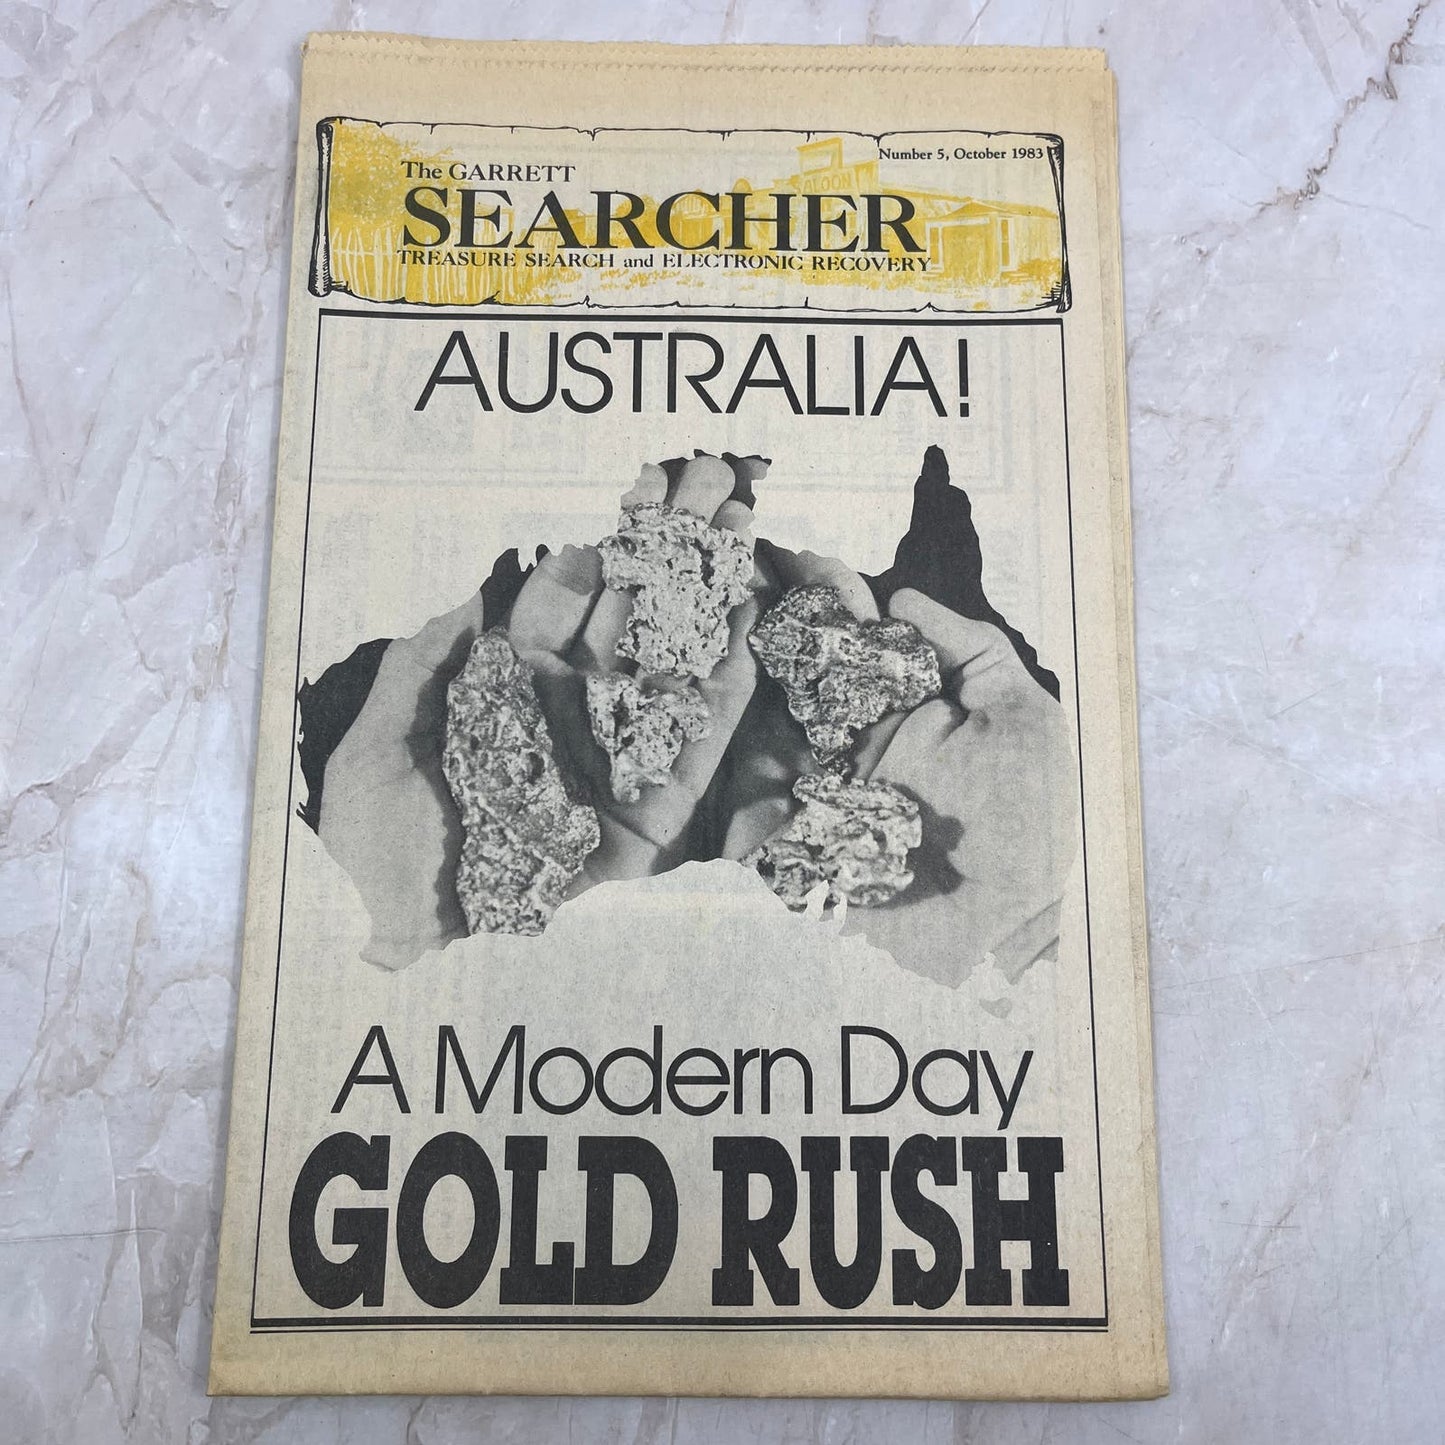 Number 5, October 1983
The GARRETT
SEARCHER
TREASURE SEARCH and ELECTRONIC RECOVERY
SALOON
AUSTRALIA!
A Modern Day
GOLD RUSH